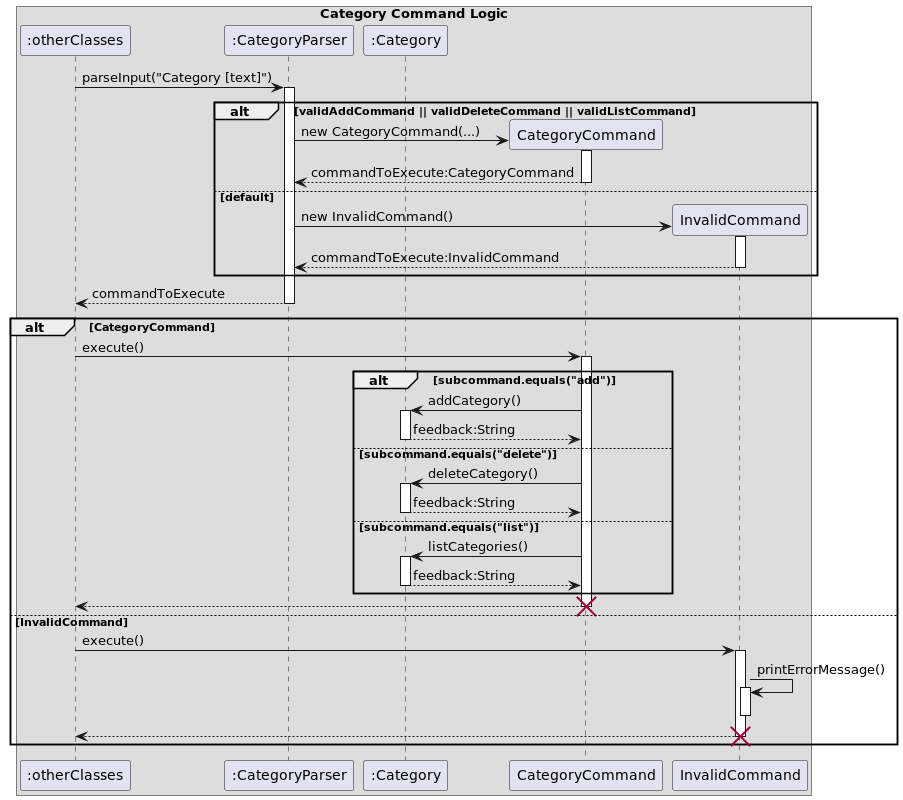 Category Command Logic
:otherClasses :CategoryParser :Category
parseInput("Category [text]")
alt [validAddCommand || validDeleteCommand || validListCommand]
new CategoryCommand(...) CategoryCommand
commandToExecute:CategoryCommand
[default]
new InvalidCommand() InvalidCommand
commandToExecute:InvalidCommand
commandToExecute
alt [CategoryCommand]
execute()
alt [subcommand.equals("add")]
addCategory()
feedback:String
[subcommand.equals("delete")]
deleteCategory()
feedback:String
[subcommand.equals("list")]
listCategories()
feedback:String
[InvalidCommand]
execute()
printErrorMessage()
:otherClasses :CategoryParser :Category CategoryCommand InvalidCommand